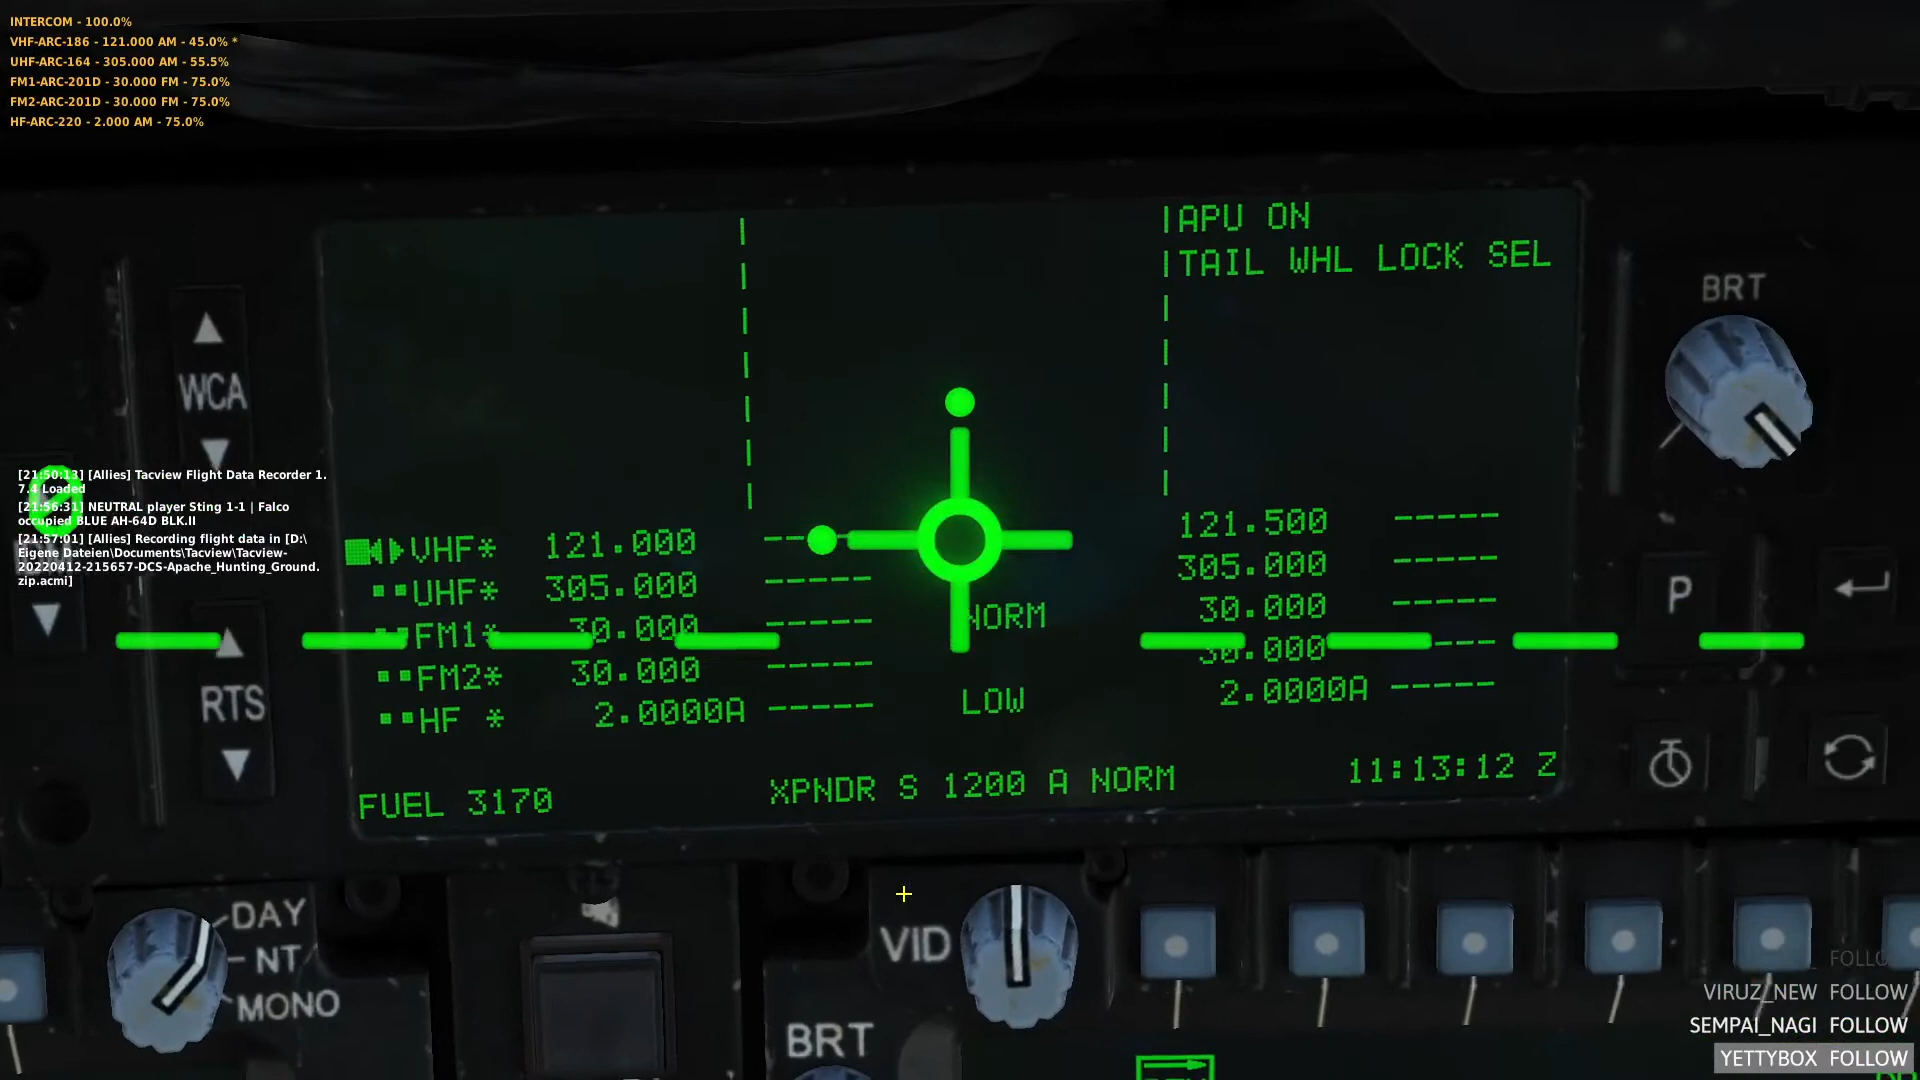 INTERCOM - 100.0%
VHF-ARC-186 - 121.000 AM - 45.0% *
UHF-ARC-164 - 305.000 AM - 55.5%
FM1-ARC-201D - 30.000 FM - 75.0%
FM2-ARC-201D - 30.000 FM - 75.0%
HF-ARC-220 - 2.000 AM - 75.0%
APU ON
TAIL WHL LOCK SEL
BRT
WCA
[21:50:13] [Allies] Tacview Flight Data Recorder 1.
7.4 Loaded
[21:56:31] NEUTRAL player Sting 1-1 | Falco
occupied BLUE AH-64D BLK.II
[21:57:01] [Allies] Recording flight data in [D:\
Eigene Dateien\Documents\Tacview\Tacview-
20220412-215657-DCS-Apache_Hunting_Ground.
zip.acmi]
VHF* 121.000 ----- 121.500 -----
UHF* 305.000 ----- 305.000 -----
FM1* 30.000 ----- NORM 30.000 -----
FM2* 30.000 ----- 30.000 -----
HF * 2.0000A ----- LOW 2.0000A -----
P
RTS
FUEL 3170 XPNDR S 1200 A NORM 11:13:12 Z
DAY
NT
MONO
VID
BRT
FOLLO
VIRUZ_NEW FOLLOW
SEMPAI_NAGI FOLLOW
YETTYBOX FOLLOW